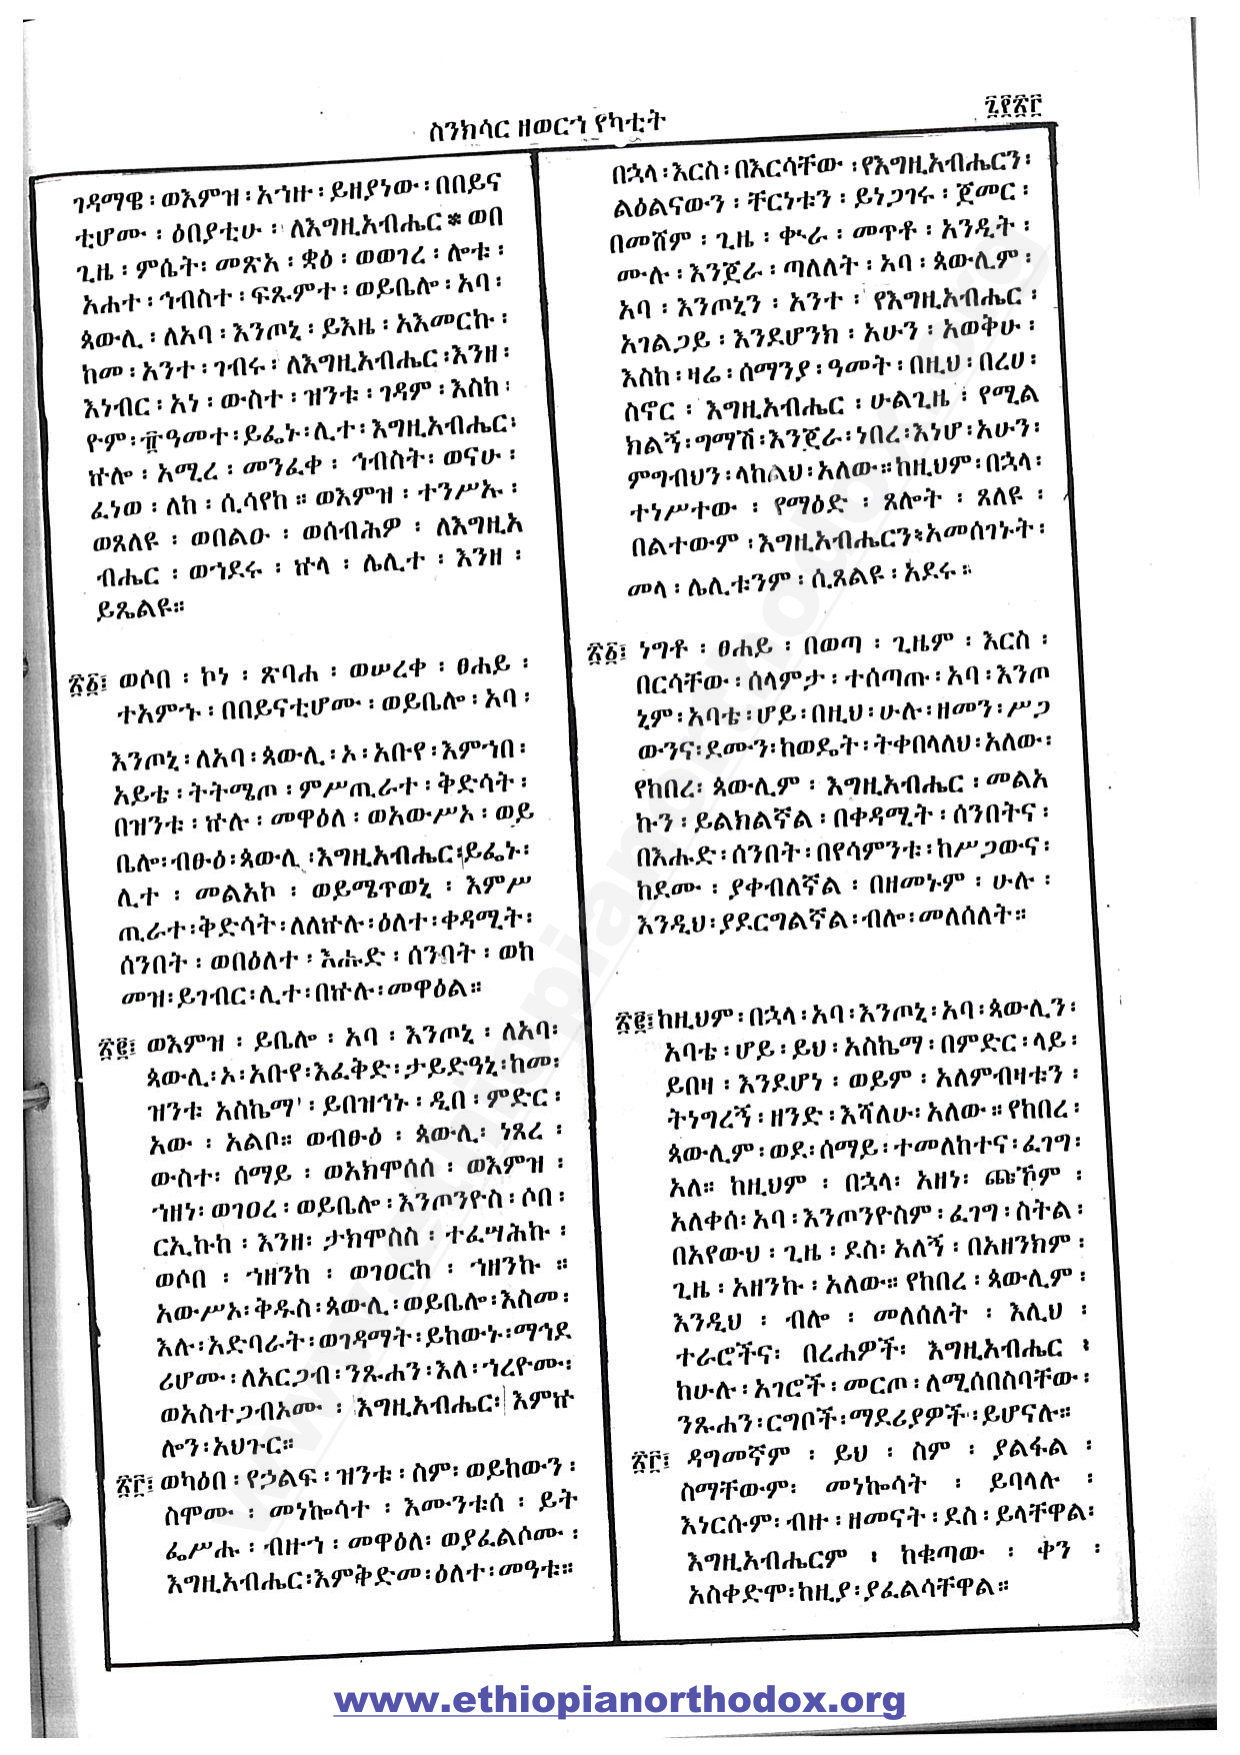 ስንክሳር ዘወርኀ የካቲት
፯፻፳፫
ገዳማዌ ፡ ወእምዝ ፡ አኀዙ ፡ ይዘያነው ፡ በበይና
ቲሆሙ ፡ ዕበያቲሁ ፡ ለእግዚአብሔር ፨ ወበ
ጊዜ ፡ ምሴት ፡ መጽአ ፡ ቋዕ ፡ ወወገረ ፡ ሎቱ ፡
አሐተ ፡ ኅብስተ ፡ ፍጹምተ ፡ ወይቤሎ ፡ አባ ፡
ጳውሊ ፡ ለአባ ፡ እንጦኒ ፡ ይእዜ ፡ አእመርኩ ፡
ከመ ፡ አንተ ፡ ገብሩ ፡ ለእግዚአብሔር ፡ እንዘ ፡
እነብር ፡ አነ ፡ ውስተ ፡ ዝንቱ ፡ ገዳም ፡ እስከ ፡
ዮም ፡ ፹ዓመተ ፡ ይፌኑ ፡ ሊተ ፡ እግዚአብሔር ፡
ኵሎ ፡ አሚረ ፡ መንፈቀ ፡ ኅብስት ፡ ወናሁ ፡
ፈነወ ፡ ለከ ፡ ሲሳየከ ። ወእምዝ ፡ ተንሥኡ ፡
ወጸለዩ ፡ ወበልዑ ፡ ወሰብሕዎ ፡ ለእግዚአ
ብሔር ፡ ወኀደሩ ፡ ኵላ ፡ ሌሊተ ፡ እንዘ ፡
ይጼልዩ።
፳፩፤ ወሶበ ፡ ኮነ ፡ ጽባሐ ፡ ወሠረቀ ፡ ፀሐይ ፡
ተአምኁ ፡ በበይናቲሆሙ ፡ ወይቤሎ ፡ አባ ፡
እንጦኒ ፡ ለአባ ፡ ጳውሊ ፡ ኦ ፡ አቡየ ፡ እምኀበ ፡
አይቴ ፡ ትትሜጦ ፡ ምሥጢራተ ፡ ቅድሳት ፡
በዝንቱ ፡ ኵሉ ፡ መዋዕለ ፡ ወአውሥአ ፡ ወይ
ቤሎ ፡ ብፁዕ ፡ ጳውሊ ፡ እግዚአብሔር ፡ ይፌኑ ፡
ሊተ ፡ መልአኮ ፡ ወይሜጥወኒ ፡ እምሥ
ጢራተ ፡ ቅድሳት ፡ ለለኵሉ ፡ ዕለተ ፡ ቀዳሚት ፡
ሰንበት ፡ ወበዕለተ ፡ እሑድ ፡ ሰንባት ፡ ወከ
መዝ ፡ ይገብር ፡ ሊተ ፡ በኵሉ ፡ መዋዕል።
፳፪፤ ወእምዝ ፡ ይቤሎ ፡ አባ ፡ እንጦኒ ፡ ለአባ ፡
ጳውሊ ፡ ኦ ፡ አቡየ ፡ እፈቅድ ፡ ታይድዓኒ ፡ ከመ ፡
ዝንቱ አስኬማ ፡ ይበዝኅኑ ፡ ዲበ ፡ ምድር ፡
አው ፡ አልቦ። ወብፁዕ ፡ ጳውሊ ፡ ነጸረ ፡
ውስተ ፡ ሰማይ ፡ ወአክሞሰሰ ፡ ወእምዝ ፡
ኀዘነ ፡ ወገዐረ ፡ ወይቤሎ ፡ እንጦንዮስ ፡ ሶበ ፡
ርኢኩከ ፡ እንዘ ፡ ታክሞስስ ፡ ተፈሣሕኩ ፡
ወሶበ ፡ ኀዘንከ ፡ ወገዐርከ ፡ ኀዘንኩ ።
አውሥአ ፡ ቅዱስ ፡ ጳውሊ ፡ ወይቤሎ ፡ እስመ ፡
እሉ ፡ አድባራት ፡ ወገዳማት ፡ ይከውኑ ፡ ማኅደ
ሪሆሙ ፡ ለአርጋብ ፡ ንጹሐን ፡ እለ ፡ ኀረዮሙ ፡
ወአስተጋብአሙ ፡ እግዚአብሔር ፡ እምኵ
ሎን ፡ አህጉር።
፳፫፤ ወካዕበ ፡ የኃልፍ ፡ ዝንቱ ፡ ስም ፡ ወይከውን ፡
ስሞሙ ፡ መነኰሳተ ፡ እሙንቱሰ ፡ ይት
ፌሥሑ ፡ ብዙኀ ፡ መዋዕለ ፡ ወያፈልሶሙ ፡
እግዚአብሔር ፡ እምቅድመ ፡ ዕለተ ፡ መዓቱ።
በኋላ ፡ እርስ ፡ በእርሳቸው ፡ የእግዚአብሔርን ፡
ልዕልናውን ፡ ቸርነቱን ፡ ይነጋገሩ ፡ ጀመር ፡
በመሸም ፡ ጊዜ ፡ ቍራ ፡ መጥቶ ፡ አንዲት ፡
ሙሉ ፡ እንጀራ ፡ ጣለለት ፡ አባ ፡ ጳውሊም ፡
አባ ፡ እንጦኒን ፡ አንተ ፡ የእግዚአብሔር ፡
አገልጋይ ፡ እንደሆንክ ፡ አሁን ፡ አወቅሁ ፡
እስከ ፡ ዛሬ ፡ ሰማንያ ፡ ዓመት ፡ በዚህ ፡ በረሀ ፡
ስኖር ፡ እግዚአብሔር ፡ ሁልጊዜ ፡ የሚል
ክልኝ ፡ ግማሽ ፡ እንጀራ ፡ ነበረ ፡ እነሆ ፡ አሁን ፡
ምግብህን ፡ ላከልህ ፡ አለው ። ከዚህም ፡ በኋላ ፡
ተነሥተው ፡ የማዕድ ፡ ጸሎት ፡ ጸለዩ ፡
በልተውም ፡ እግዚአብሔርን ፡ አመሰገኑት ፡
መላ ፡ ሌሊቱንም ፡ ሲጸልዩ ፡ አደሩ ።
፳፩፤ ነግቶ ፡ ፀሐይ ፡ በወጣ ፡ ጊዜም ፡ እርስ ፡
በርሳቸው ፡ ሰላምታ ፡ ተሰጣጡ ፡ አባ ፡ እንጦ
ኒም ፡ አባቴ ፡ ሆይ ፡ በዚህ ፡ ሁሉ ፡ ዘመን ፡ ሥጋ
ውንና ፡ ደሙን ፡ ከወዴት ፡ ትቀበላለህ ፡ አለው ፡
የከበረ ፡ ጳውሊም ፡ እግዚአብሔር ፡ መልአ
ኩን ፡ ይልክልኛል ፡ በቀዳሚት ፡ ሰንበትና ፡
በእሑድ ፡ ሰንበት ፡ በየሳምንቱ ፡ ከሥጋውና ፡
ከደሙ ፡ ያቀብለኛል ፡ በዘመኑም ፡ ሁሉ ፡
እንዲህ ፡ ያደርግልኛል ፡ ብሎ ፡ መለሰለት።
፳፪፤ ከዚህም ፡ በኋላ ፡ አባ ፡ እንጦኒ ፡ አባ ፡ ጳውሊን ፡
አባቴ ፡ ሆይ ፡ ይህ ፡ አስኬማ ፡ በምድር ፡ ላይ ፡
ይበዛ ፡ እንደሆነ ፡ ወይም ፡ አለምብዛቱን ፡
ትነግረኝ ፡ ዘንድ ፡ እሻለሁ ፡ አለው ። የከበረ ፡
ጳውሊም ፡ ወደ ፡ ሰማይ ፡ ተመለከተና ፡ ፈገግ ፡
አለ። ከዚህም ፡ በኋላ ፡ አዘነ ፡ ጩኾም ፡
አለቀሰ ፡ አባ ፡ እንጦንዮስም ፡ ፈገግ ፡ ስትል ፡
በአየውህ ፡ ጊዜ ፡ ደስ ፡ አለኝ ፡ በአዘንክም ፡
ጊዜ ፡ አዘንኩ ፡ አለው። የከበረ ፡ ጳውሊም ፡
እንዲህ ፡ ብሎ ፡ መለሰለት ፡ እሊህ ፡
ተራሮችና ፡ በረሐዎች ፡ እግዚአብሔር ፡
ከሁሉ ፡ አገሮች ፡ መርጦ ፡ ለሚሰበስባቸው ፡
ንጹሐን ፡ ርግቦች ፡ ማደሪያዎች ፡ ይሆናሉ።
፳፫፤ ዳግመኛም ፡ ይህ ፡ ስም ፡ ያልፋል ፡
ስማቸውም ፡ መነኰሳት ፡ ይባላሉ ፡
እነርሱም ፡ ብዙ ፡ ዘመናት ፡ ደስ ፡ ይላቸዋል ፡
እግዚአብሔርም ፡ ከቁጣው ፡ ቀን ፡
አስቀድሞ ፡ ከዚያ ፡ ያፈልሳቸዋል።
www.ethiopianorthodox.org